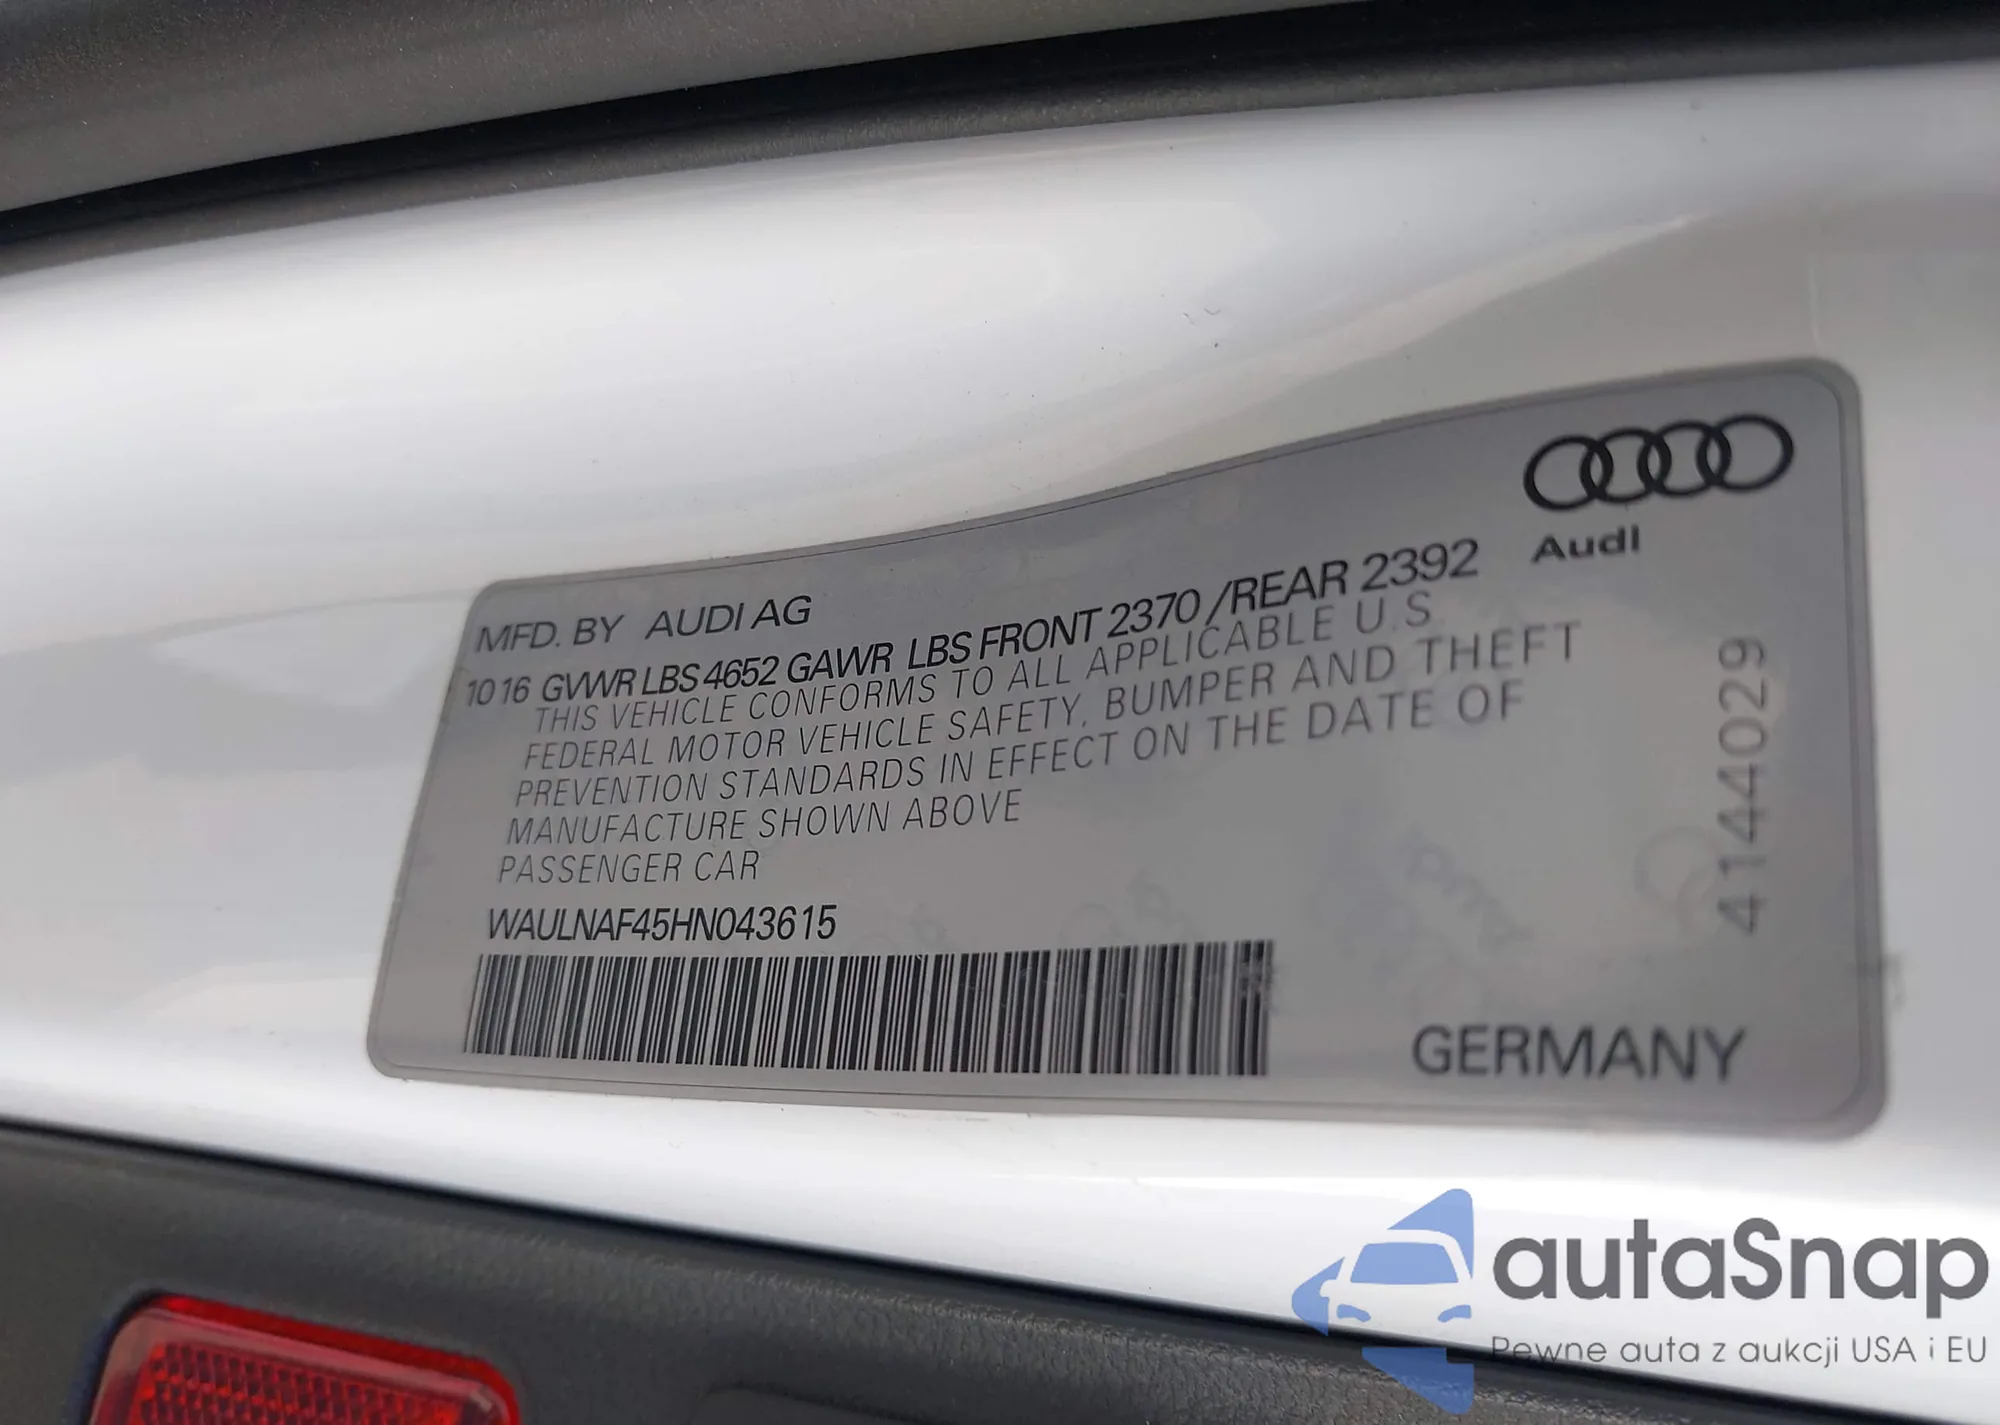 MFD. BY AUDI AG
10 16 GVWR LBS 4652 GAWR LBS FRONT 2370 /REAR 2392
THIS VEHICLE CONFORMS TO ALL APPLICABLE U.S.
FEDERAL MOTOR VEHICLE SAFETY, BUMPER AND THEFT
PREVENTION STANDARDS IN EFFECT ON THE DATE OF
MANUFACTURE SHOWN ABOVE
PASSENGER CAR
WAULNAF45HN043615
Audi
4144029
GERMANY
autaSnap
Pewne auta z aukcji USA i EU